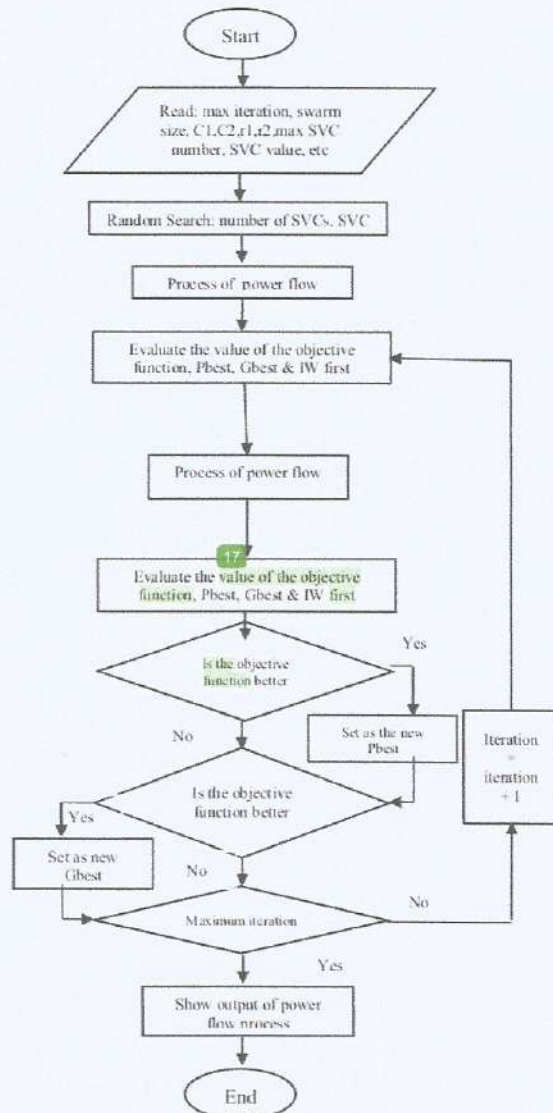 Start
Read: max iteration, swarm
size, C1,C2,r1,r2,max SVC
number, SVC value, etc
Random Search: number of SVCs, SVC
Process of power flow
Evaluate the value of the objective
function, Pbest, Gbest & IW first
Process of power flow
17
Evaluate the value of the objective
function, Pbest, Gbest & IW first
Is the objective
function better
Yes
No
Set as the new
Pbest
Iteration
=
iteration
+ 1
Is the objective
function better
Yes
Set as new
Gbest
No
Maximum iteration
No
Yes
Show output of power
flow process
End